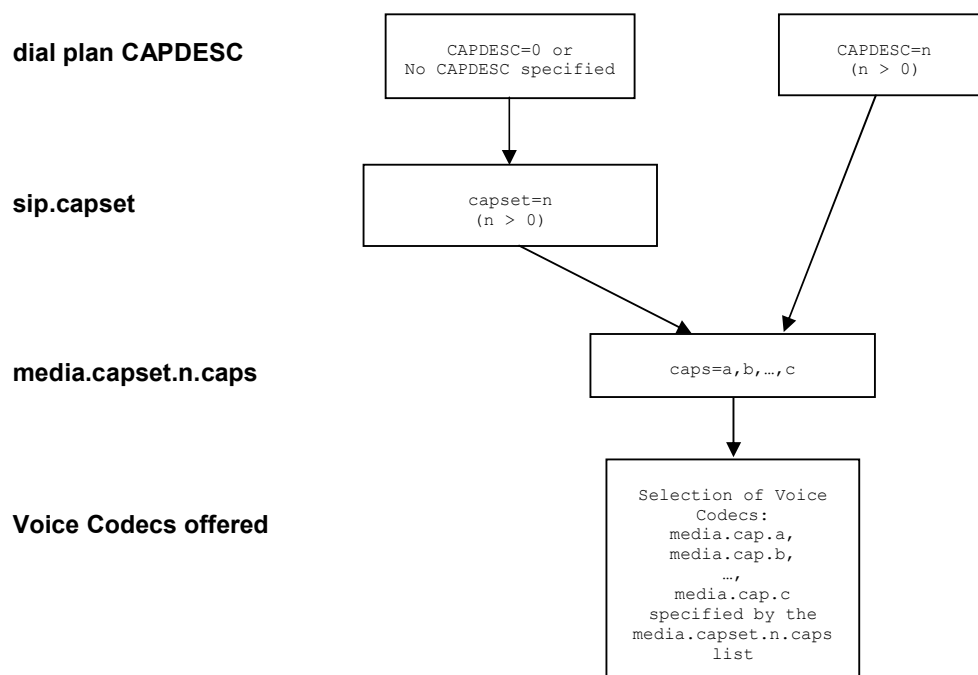 dial plan CAPDESC
CAPDESC=0 or
No CAPDESC specified
CAPDESC=n
(n > 0)
sip.capset
capset=n
(n > 0)
media.capset.n.caps
caps=a,b,…,c
Voice Codecs offered
Selection of Voice
Codecs:
media.cap.a,
media.cap.b,
…,
media.cap.c
specified by the
media.capset.n.caps
list